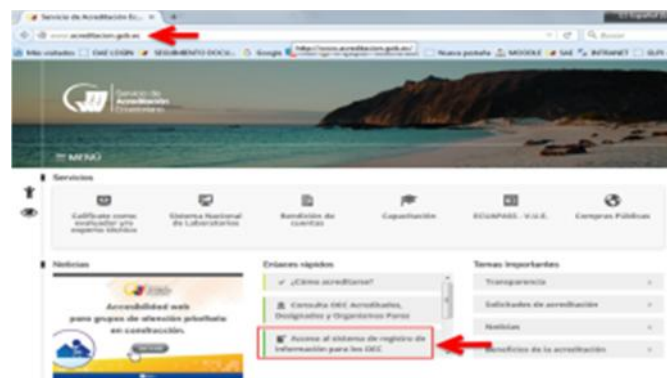 Servicio de Acreditación Ec...
www.acreditacion.gob.ec
Más visitados
SEGUIMIENTO DOCU...
Google
http://www.acreditacion.gob.ec/
Nueva pestaña
MOODLE
SAE
INTRANET
Buscar
Servicio de
Acreditación
Ecuatoriano
MENÚ
Servicios
Calificate como
evaluador y/o
experto técnico
Sistema Nacional
de Laboratorios
Rendición de
cuentas
Capacitación
ECUAPASS - V.U.E.
Compras Públicas
Noticias
Accesibilidad web
para grupos de atención prioritaria
en construcción.
Enlaces rápidos
¿Cómo acreditarse?
Consulta OEC Acreditados,
Designados y Organismos Pares
Acceso al sistema de registro de
información para los OEC
Temas Importantes
Transparencia
Solicitudes de acreditación
Noticias
Beneficios de la acreditación